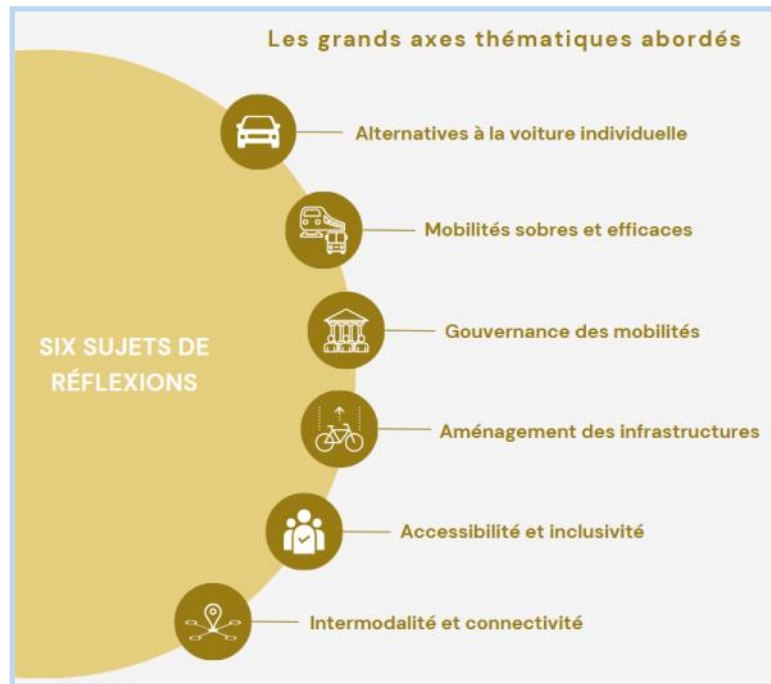 Les grands axes thématiques abordés
Alternatives à la voiture individuelle
Mobilités sobres et efficaces
SIX SUJETS DE
RÉFLEXIONS
Gouvernance des mobilités
Aménagement des infrastructures
Accessibilité et inclusivité
Intermodalité et connectivité